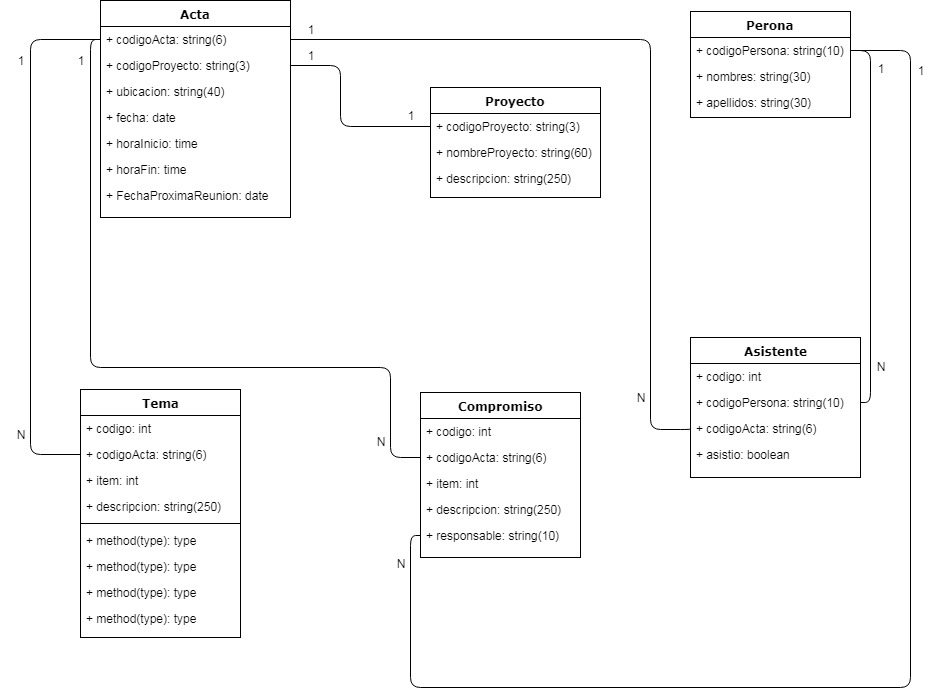 Acta
+ codigoActa: string(6)
+ codigoProyecto: string(3)
+ ubicacion: string(40)
+ fecha: date
+ horaInicio: time
+ horaFin: time
+ FechaProximaReunion: date
1
1
1
1
1
Proyecto
+ codigoProyecto: string(3)
+ nombreProyecto: string(60)
+ descripcion: string(250)
Perona
+ codigoPersona: string(10)
+ nombres: string(30)
+ apellidos: string(30)
1
1
Asistente
+ codigo: int
+ codigoPersona: string(10)
+ codigoActa: string(6)
+ asistio: boolean
N
N
Tema
+ codigo: int
+ codigoActa: string(6)
+ item: int
+ descripcion: string(250)
+ method(type): type
+ method(type): type
+ method(type): type
+ method(type): type
N
Compromiso
+ codigo: int
+ codigoActa: string(6)
+ item: int
+ descripcion: string(250)
+ responsable: string(10)
N
N